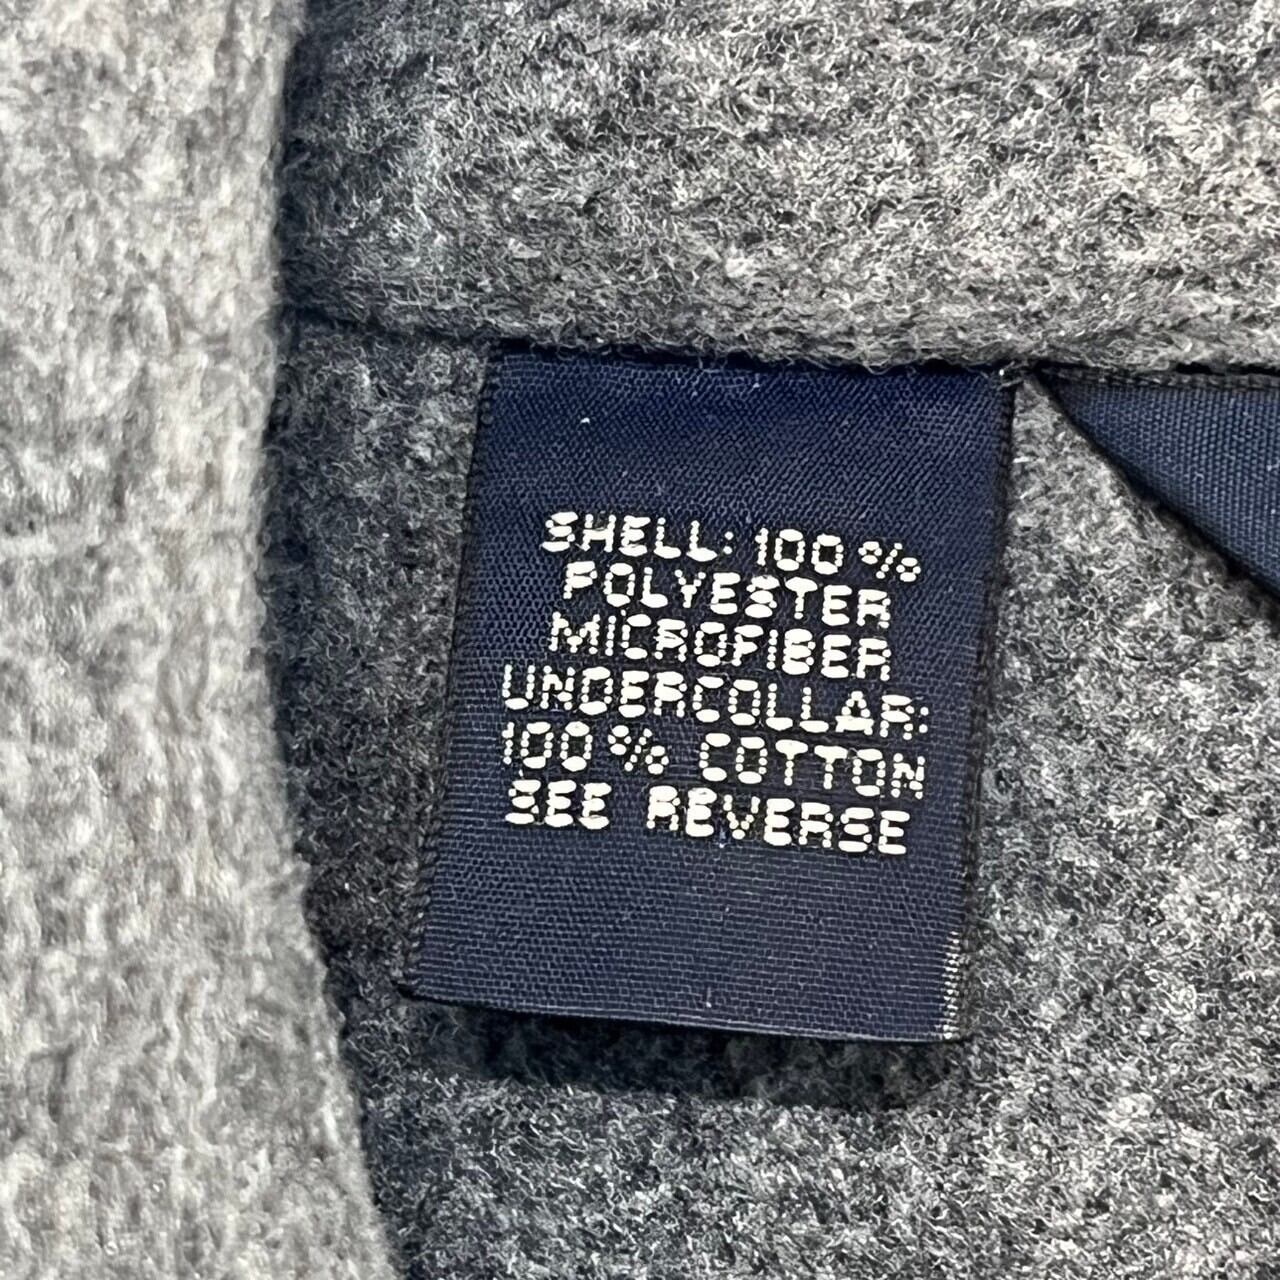 SHELL: 100%
POLYESTER
MICROFIBER
UNDERCOLLAR:
100% COTTON
SEE REVERSE